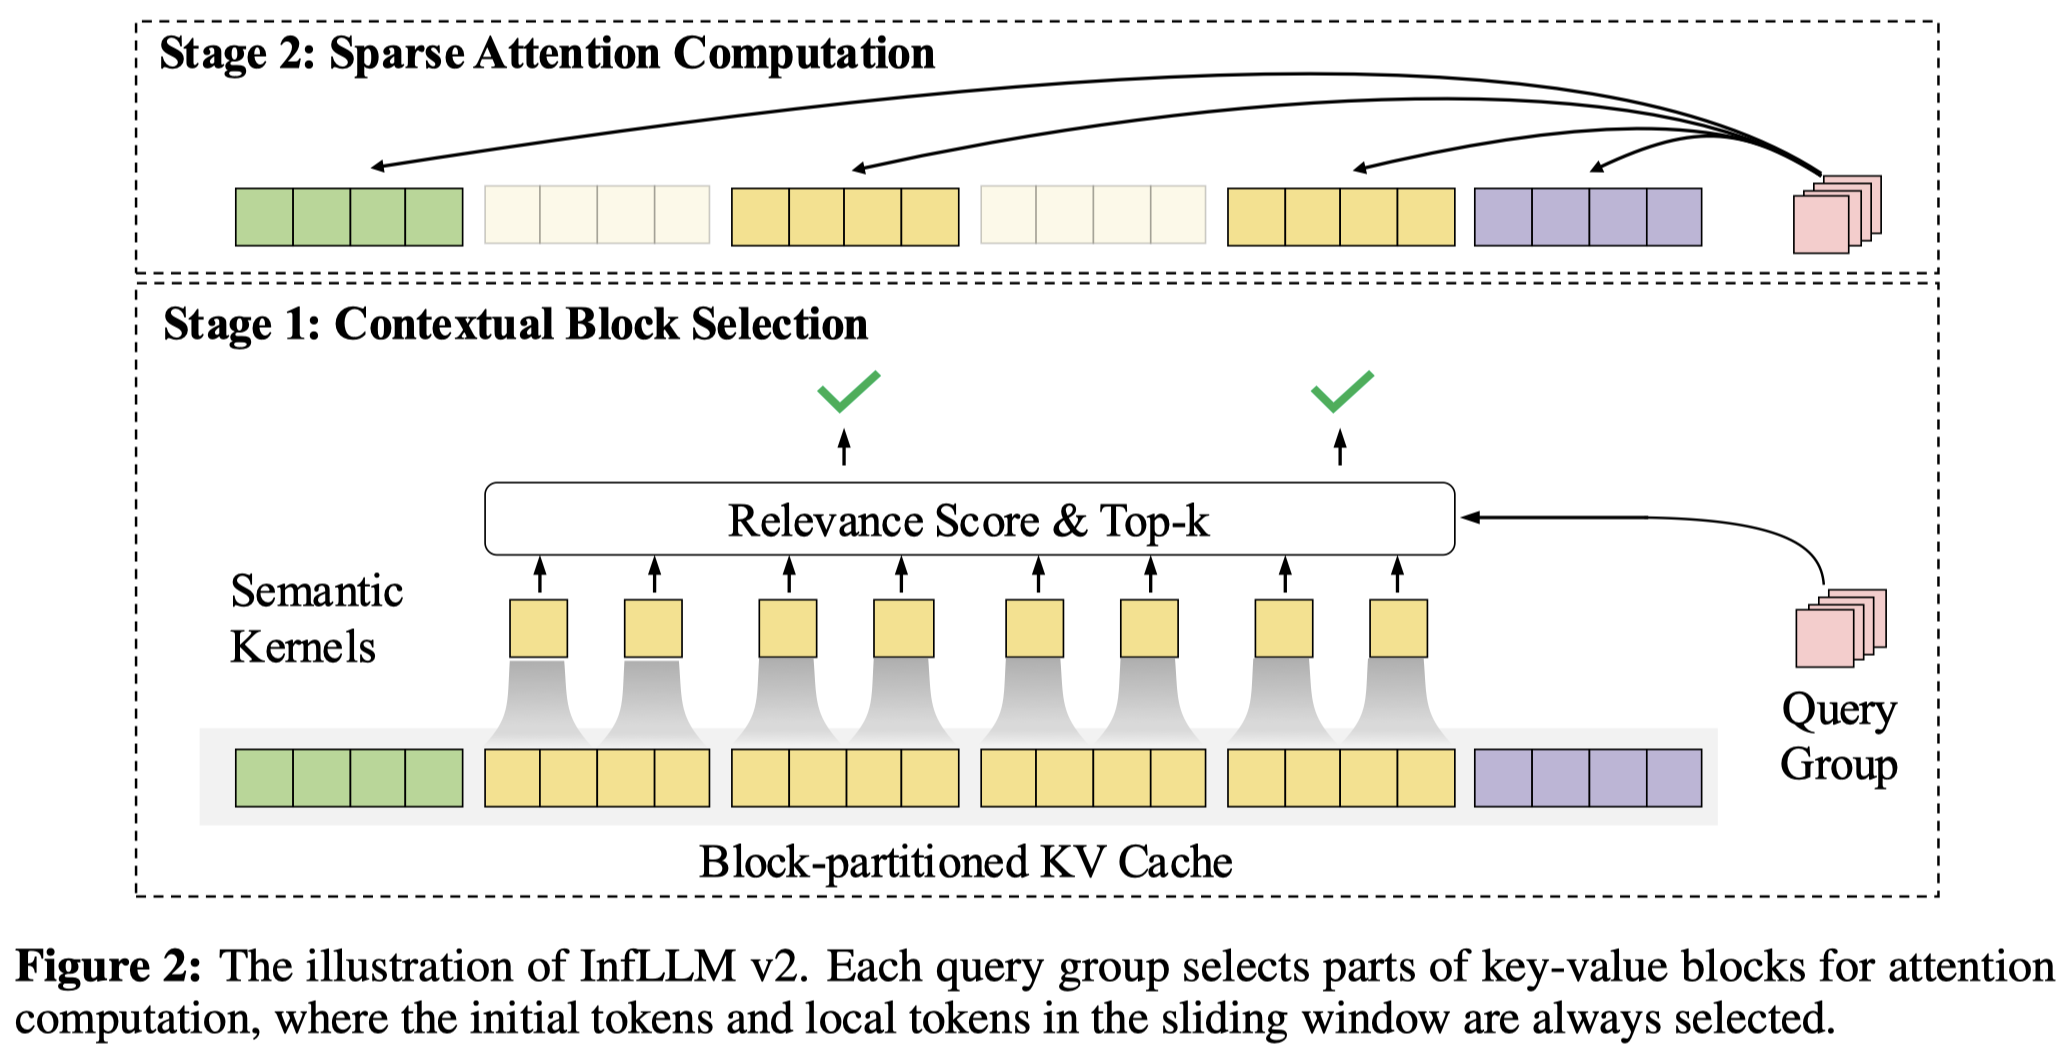 Stage 2: Sparse Attention Computation
Stage 1: Contextual Block Selection
Relevance Score & Top-k
Semantic
Kernels
Query
Group
Block-partitioned KV Cache
Figure 2: The illustration of InfLLM v2. Each query group selects parts of key-value blocks for attention
computation, where the initial tokens and local tokens in the sliding window are always selected.